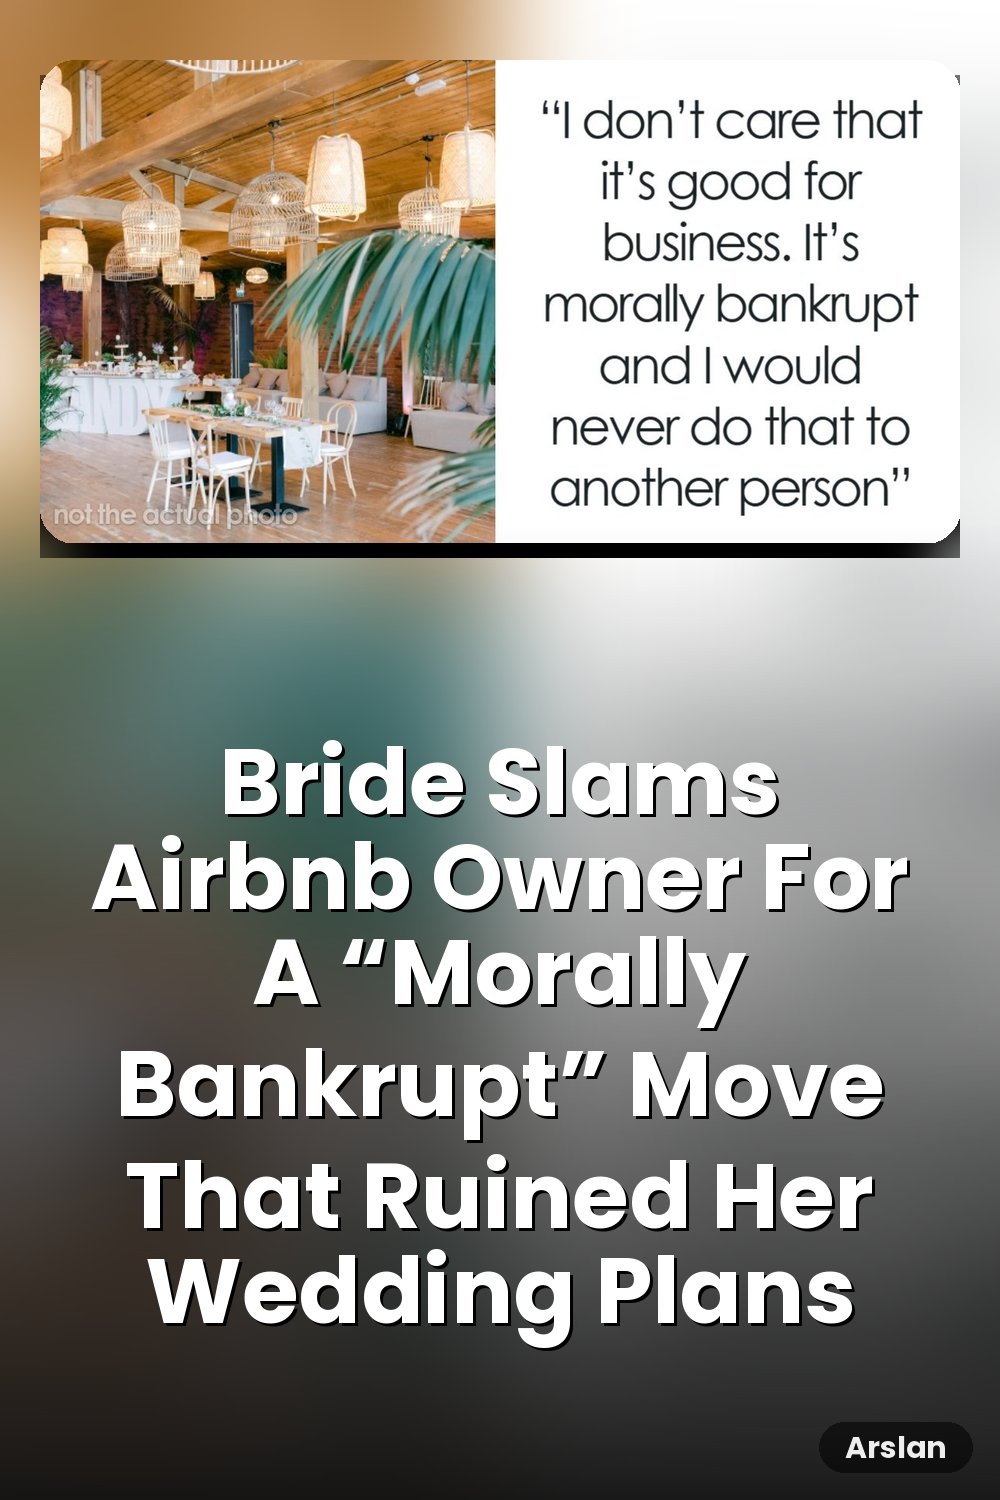 “I don’t care that
it’s good for
business. It’s
morally bankrupt
and I would
never do that to
another person”
not the actual photo
Bride Slams
Airbnb Owner For
A “Morally
Bankrupt” Move
That Ruined Her
Wedding Plans
Arslan